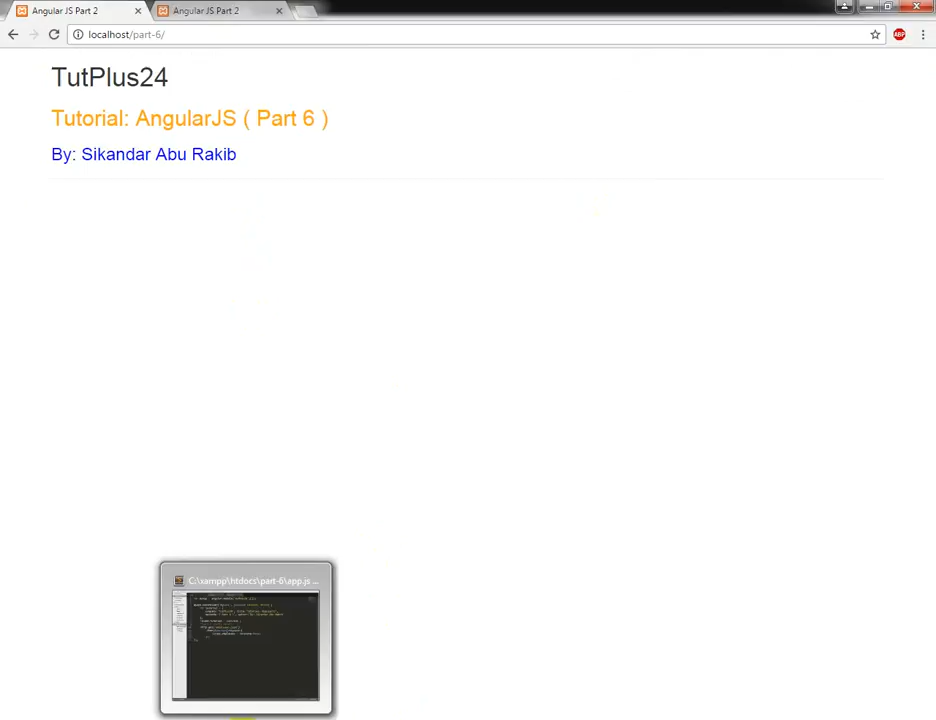 Angular JS Part 2
Angular JS Part 2
localhost/part-6/
ABP
TutPlus24
Tutorial: AngularJS ( Part 6 )
By: Sikandar Abu Rakib
C:\xampp\htdocs\part-6\app.js ...